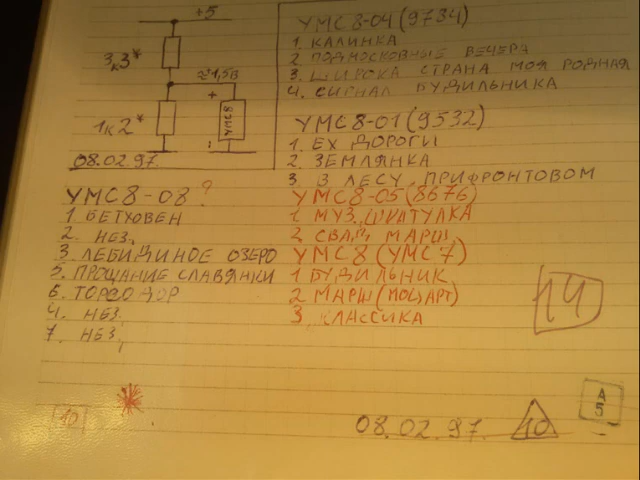 +5
3к3*
≈1,5В
+
УМС8
1к2*
08.02.97.
УМС8-04(9734)
1. КАЛИНКА
2 ПОДМОСКОВНЫЕ ВЕЧЕРА
3. ШИРОКА СТРАНА МОЯ РОДНАЯ
4. СИГНАЛ БУДИЛЬНИКА
УМС8-01(9532)
1. ЕХ ДОРОГИ
2. ЗЕМЛЯНКА
3. В ЛЕСУ ПРИФРОНТОВОМ
УМС8-08?
1 БЕТХОВЕН
2. НЕЗ.
3 ЛЕБИДИНОЕ ОЗЕРО
5. ПРОЩАНИЕ СЛАВЯНКИ
6. ТОРЕОДОР
4. НЕЗ.
7. НЕЗ.
УМС8-05(8676)
1. МУЗ, ШКАТУЛКА
2, СВАД МАРШ,
УМС8(УМС7)
1 БУДИЛЬНИК
2 МАРШ(МОЦАРТ)
3. КЛАССИКА
14
10
08.02.97.
10
А
5